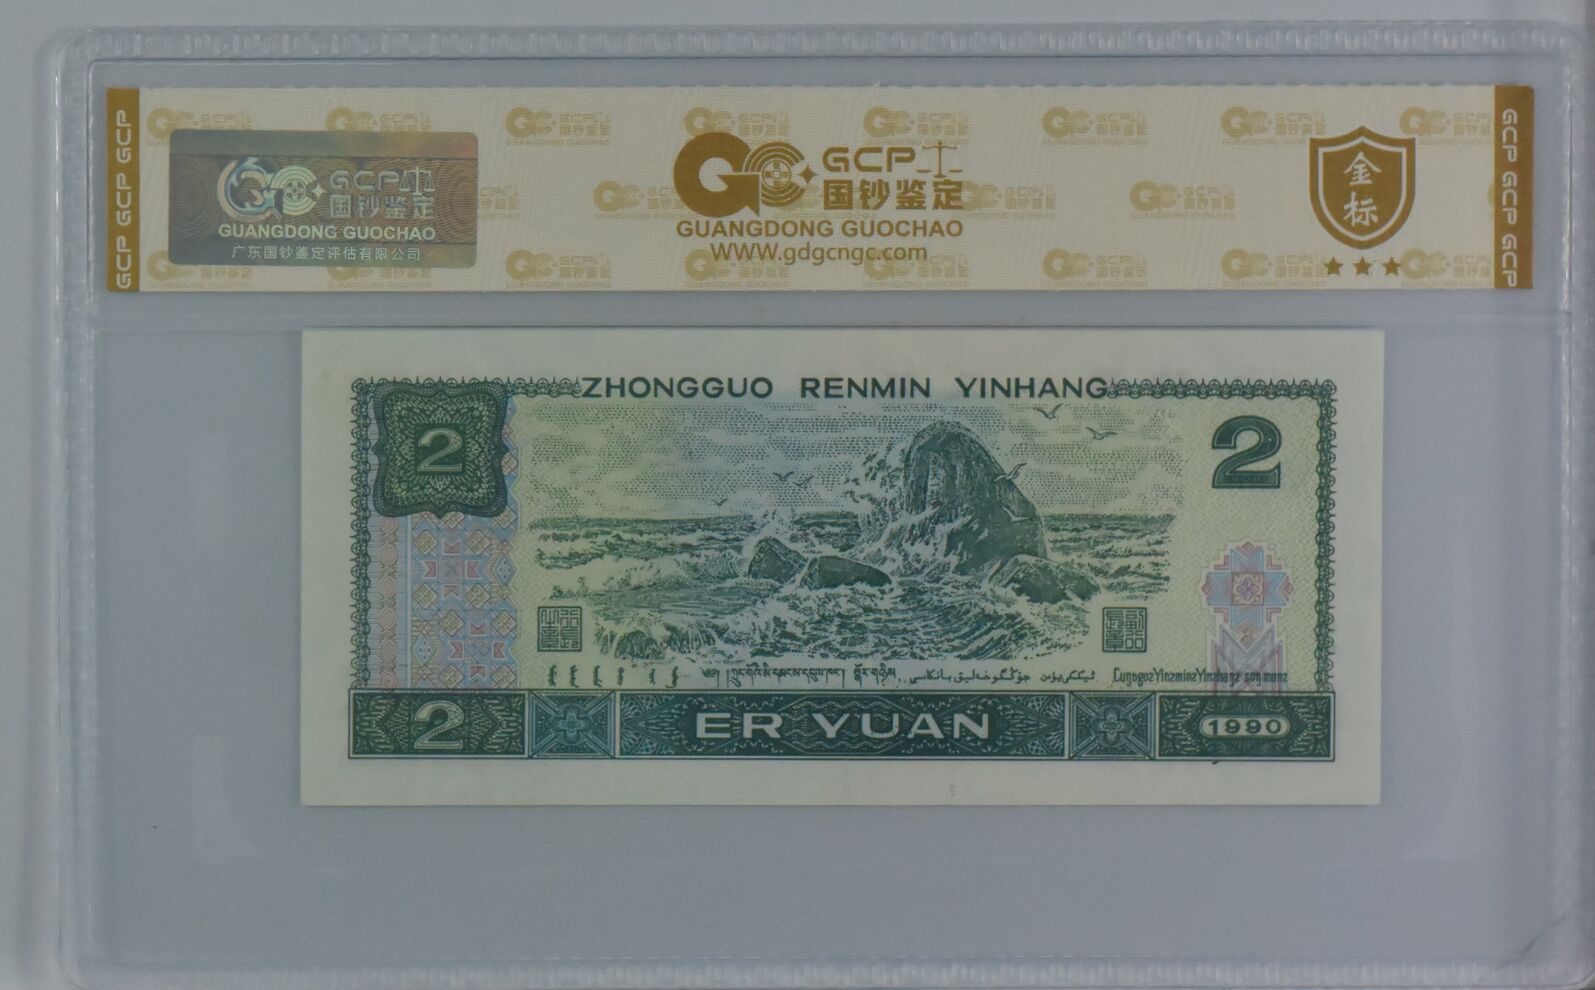 GCP GCP GCP
GCP
国钞鉴定
GUANGDONG GUOCHAO
广东国钞鉴定评估有限公司
GCP
国钞鉴定
GUANGDONG GUOCHAO
WWW.gdgcngc.com
金标
GCP GCP GCP
ZHONGGUO RENMIN YINHANG
2
2
2
ER YUAN
1990